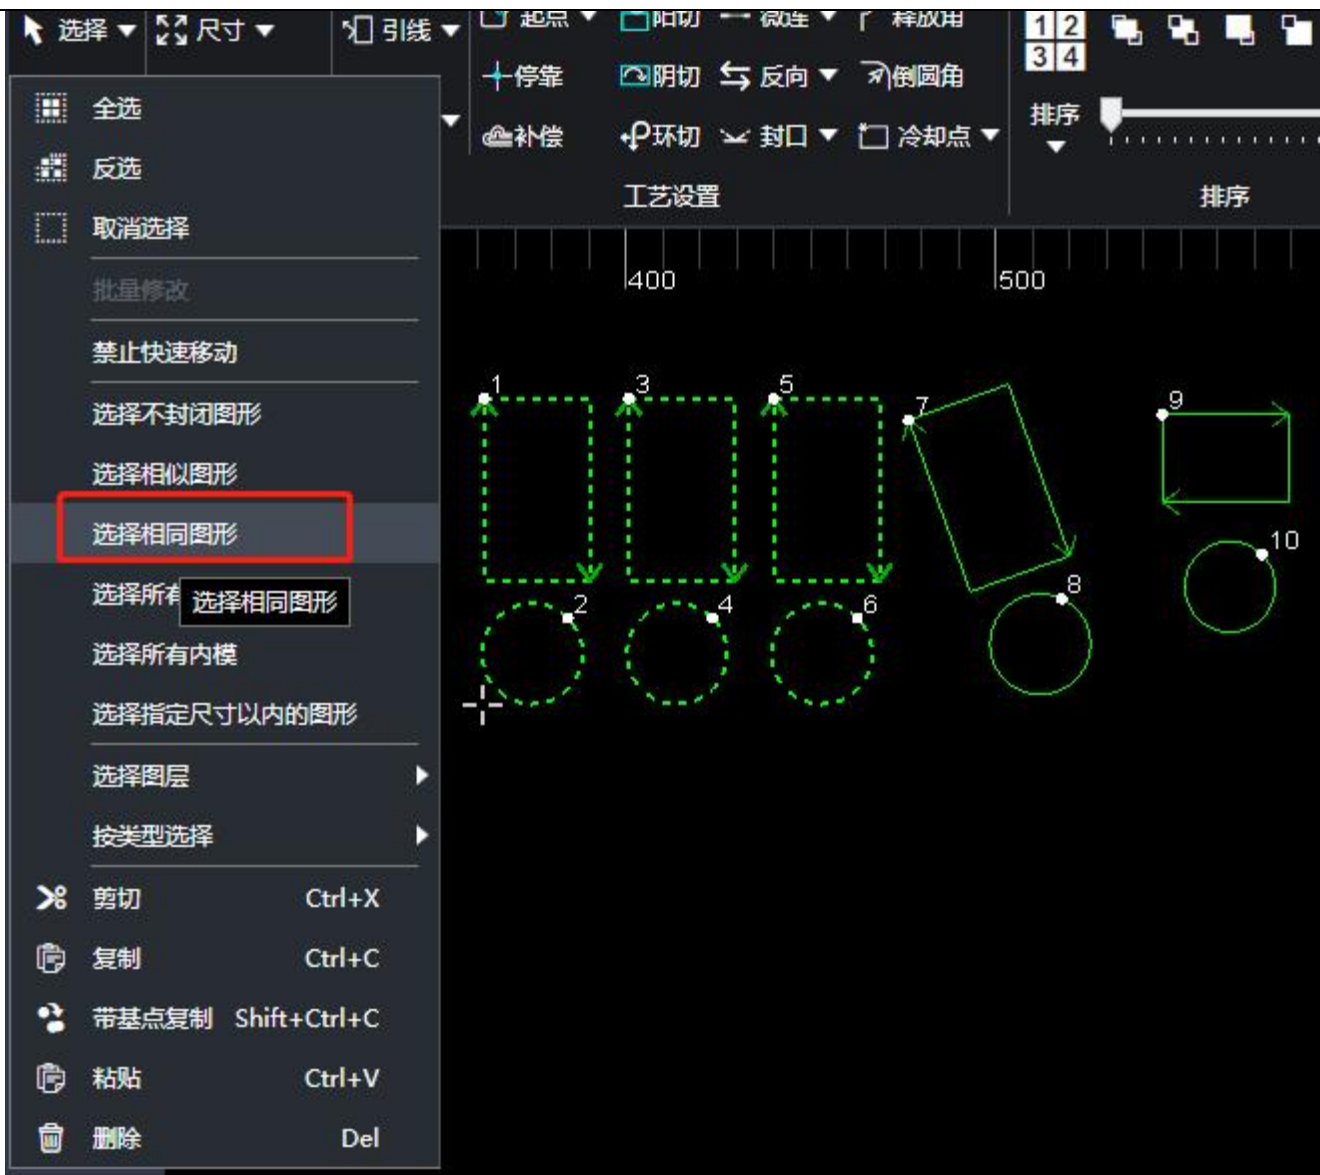 选择 尺寸 引线 起点 阳切 微连 释放角
停靠 阴切 反向 倒圆角
补偿 环切 封口 冷却点
工艺设置
1 2
3 4
排序
排序
400 500
全选
反选
取消选择
批量修改
禁止快速移动
选择不封闭图形
选择相似图形
选择相同图形
选择所有
选择相同图形
选择所有内模
选择指定尺寸以内的图形
选择图层
按类型选择
剪切 Ctrl+X
复制 Ctrl+C
带基点复制 Shift+Ctrl+C
粘贴 Ctrl+V
删除 Del
1 3 5 7 9
2 4 6 8 10